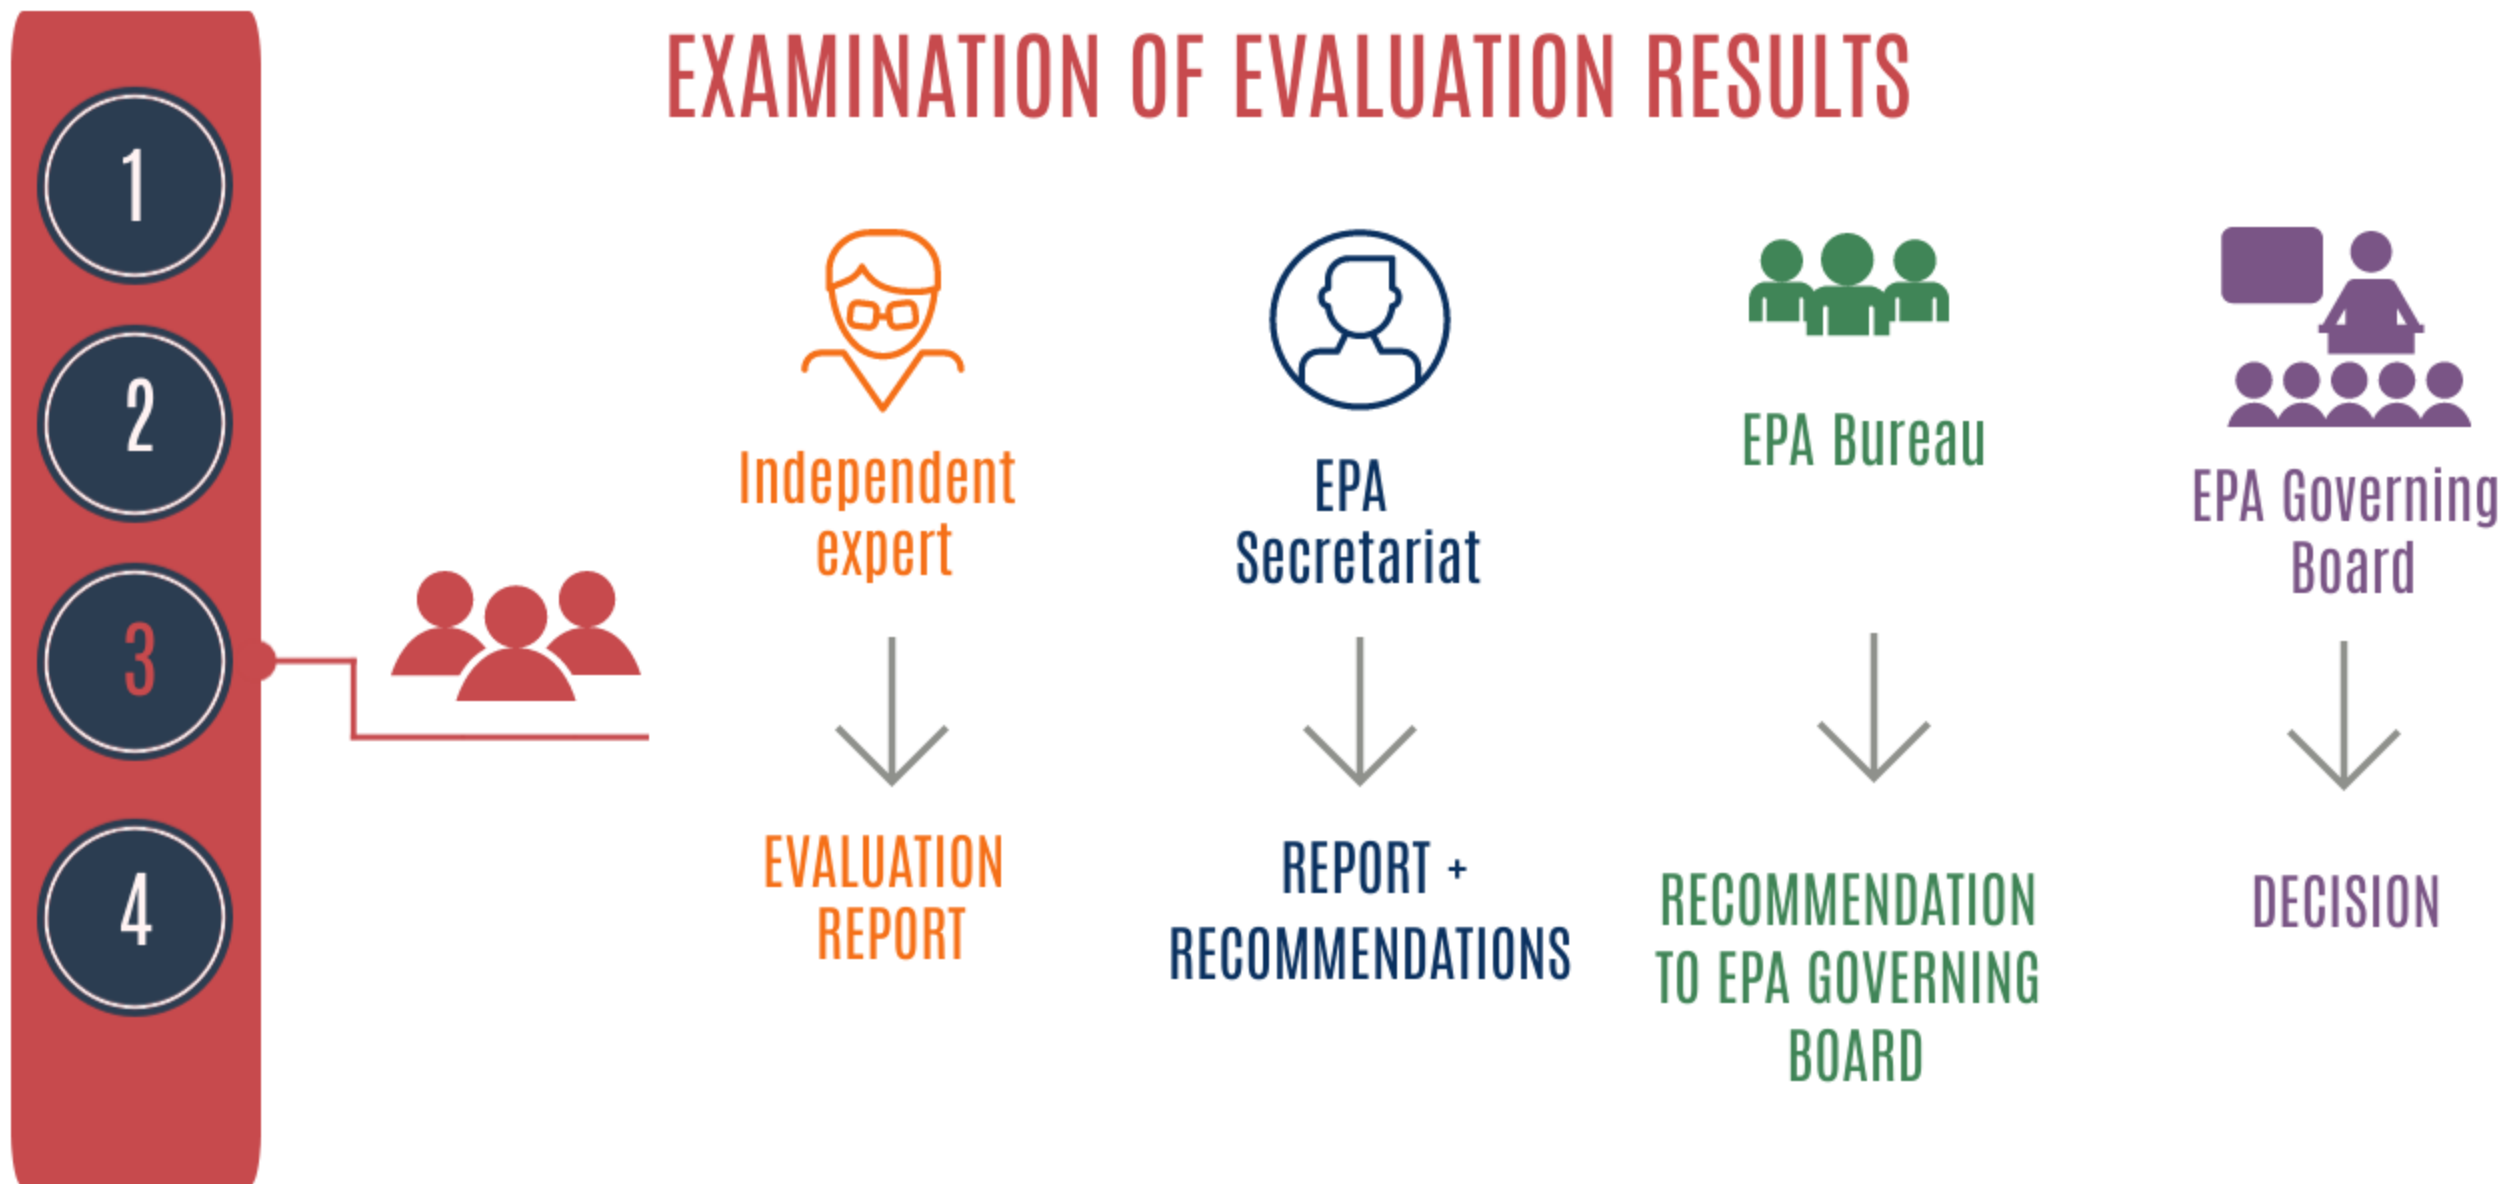 EXAMINATION OF EVALUATION RESULTS
1
2
3
4
Independent
expert
EPA
Secretariat
EPA Bureau
EPA Governing
Board
EVALUATION
REPORT
REPORT +
RECOMMENDATIONS
RECOMMENDATION
TO EPA GOVERNING
BOARD
DECISION